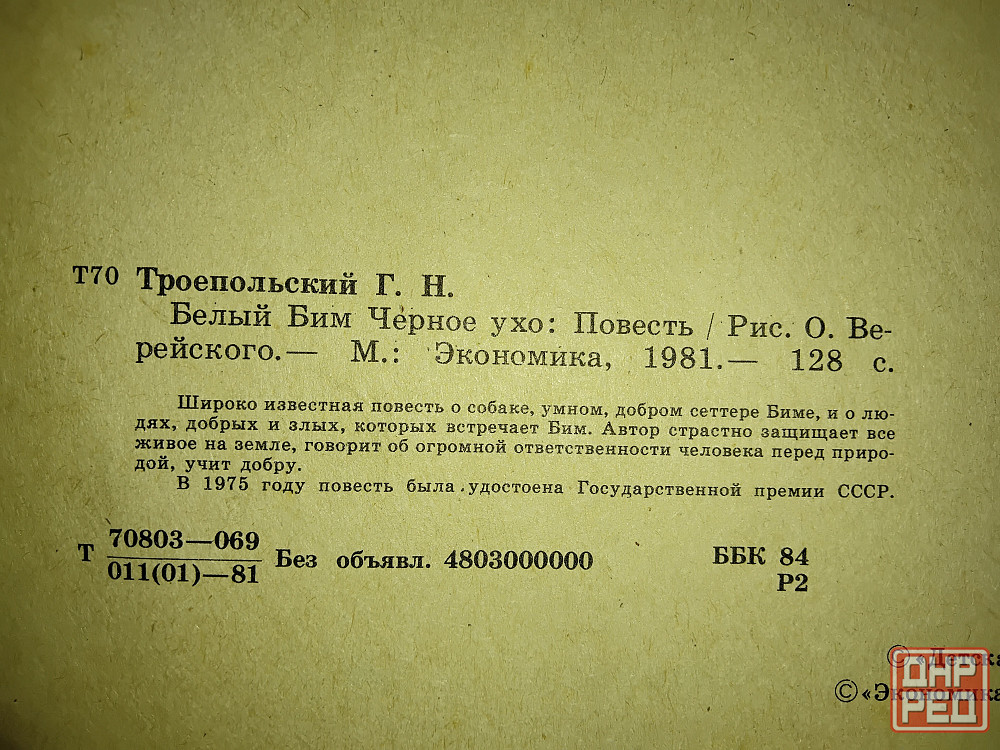 Т70 Троепольский Г. Н.
Белый Бим Чёрное ухо: Повесть / Рис. О. Ве-
рейского.— М.: Экономика, 1981.— 128 с.
Широко известная повесть о собаке, умном, добром сеттере Биме, и о лю-
дях, добрых и злых, которых встречает Бим. Автор страстно защищает все
живое на земле, говорит об огромной ответственности человека перед приро-
дой, учит добру.
В 1975 году повесть была удостоена Государственной премии СССР.
Т 70803—069
011(01)—81
Без объявл. 4803000000
ББК 84
Р2
© «Детска
© «Экономика
ДНР
РЕД